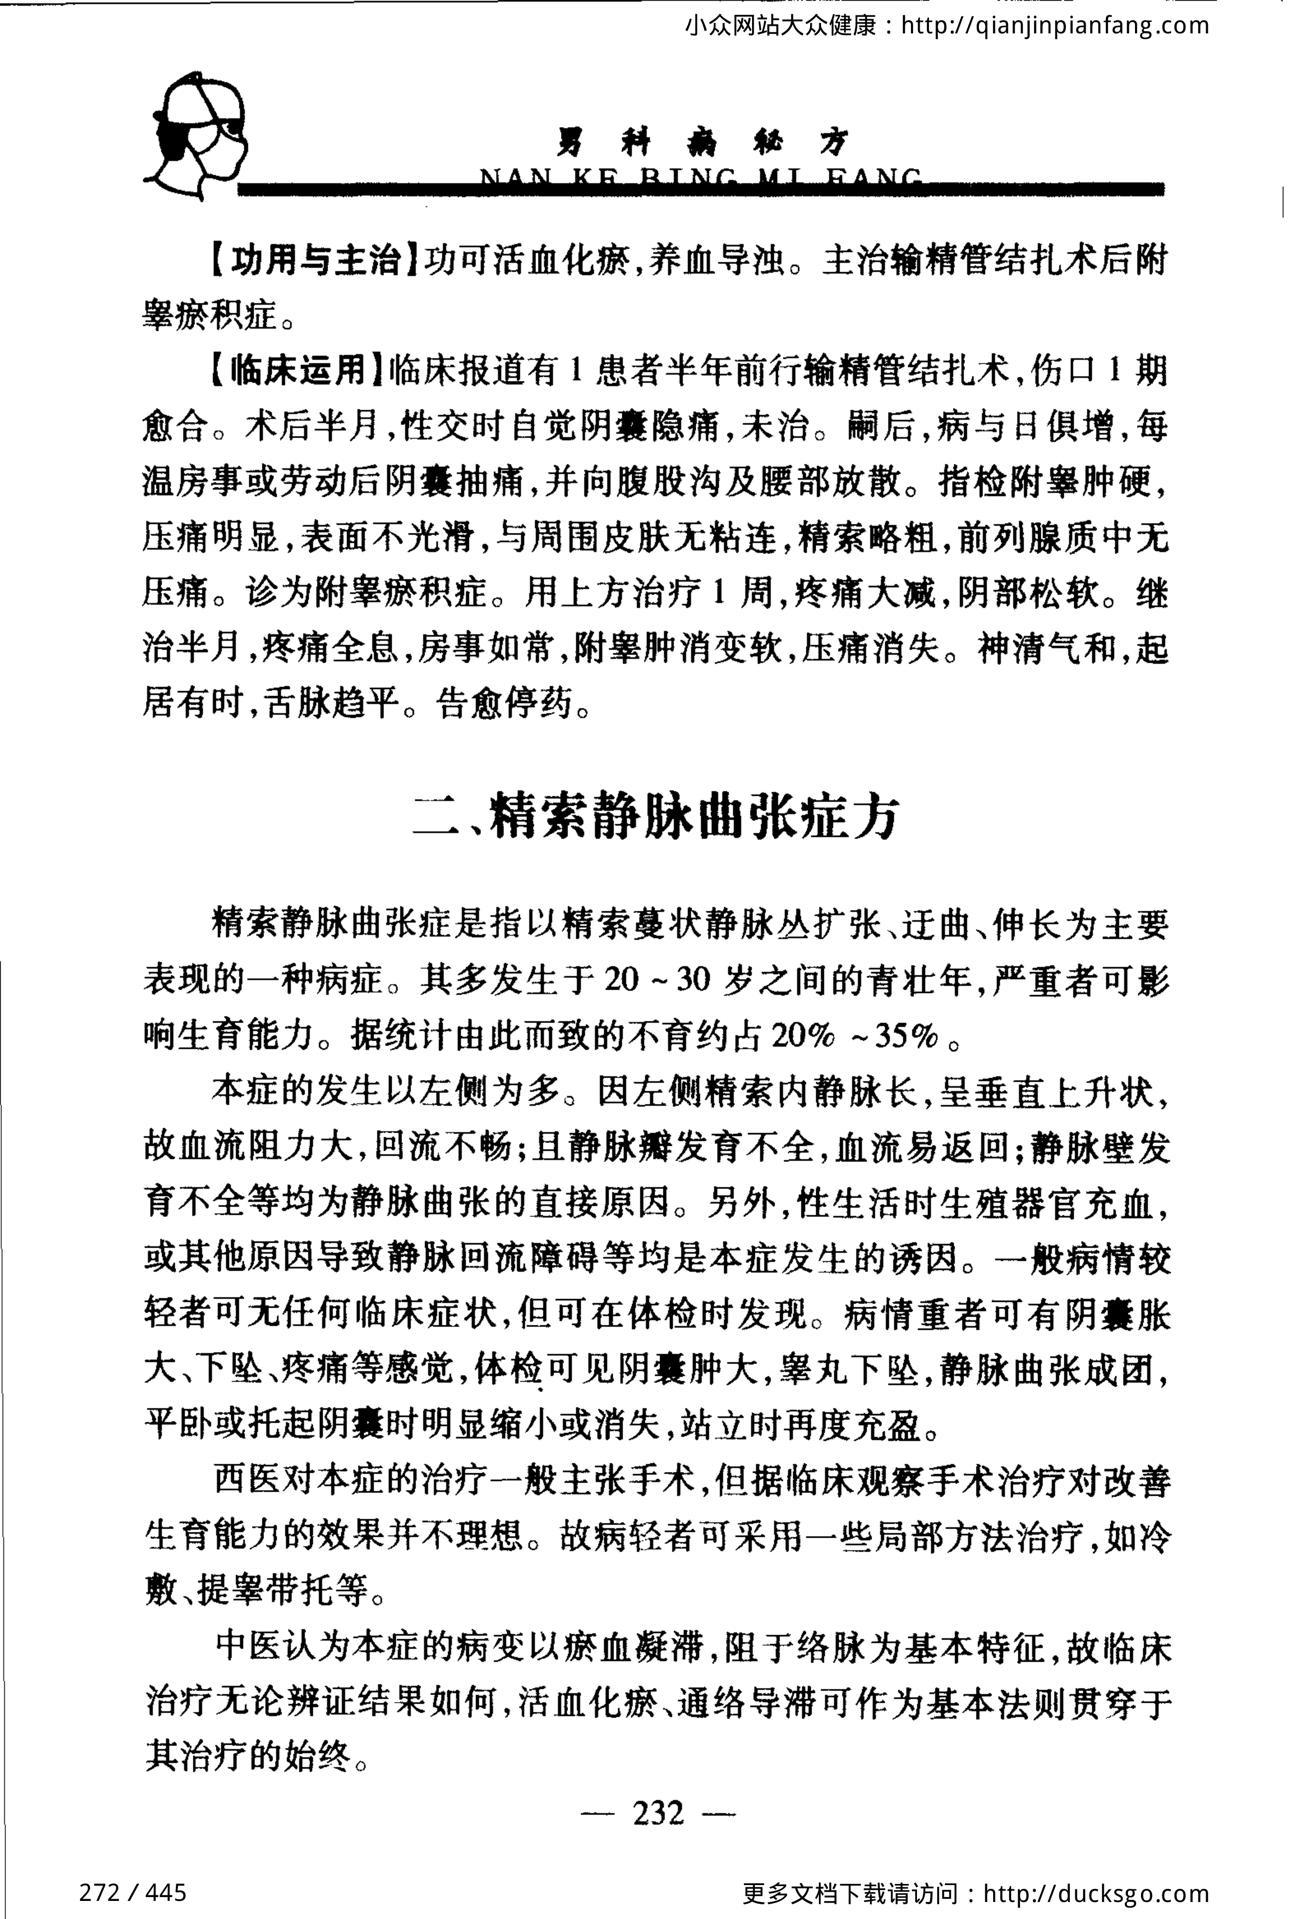 小众网站大众健康：http://qianjinpianfang.com
男科病秘方
NAN KE BING MI FANG
【功用与主治】功可活血化瘀,养血导浊。主治输精管结扎术后附
睾瘀积症。
【临床运用】临床报道有 1 患者半年前行输精管结扎术,伤口 1 期
愈合。术后半月,性交时自觉阴囊隐痛,未治。嗣后,病与日俱增,每
温房事或劳动后阴囊抽痛,并向腹股沟及腰部放散。指检附睾肿硬,
压痛明显,表面不光滑,与周围皮肤无粘连,精索略粗,前列腺质中无
压痛。诊为附睾瘀积症。用上方治疗 1 周,疼痛大减,阴部松软。继
治半月,疼痛全息,房事如常,附睾肿消变软,压痛消失。神清气和,起
居有时,舌脉趋平。告愈停药。
二、精索静脉曲张症方
精索静脉曲张症是指以精索蔓状静脉丛扩张、迂曲、伸长为主要
表现的一种病症。其多发生于 20 ~ 30 岁之间的青壮年,严重者可影
响生育能力。据统计由此而致的不育约占 20% ~35%。
本症的发生以左侧为多。因左侧精索内静脉长,呈垂直上升状,
故血流阻力大,回流不畅;且静脉瓣发育不全,血流易返回;静脉壁发
育不全等均为静脉曲张的直接原因。另外,性生活时生殖器官充血,
或其他原因导致静脉回流障碍等均是本症发生的诱因。一般病情较
轻者可无任何临床症状,但可在体检时发现。病情重者可有阴囊胀
大、下坠、疼痛等感觉,体检可见阴囊肿大,睾丸下坠,静脉曲张成团,
平卧或托起阴囊时明显缩小或消失,站立时再度充盈。
西医对本症的治疗一般主张手术,但据临床观察手术治疗对改善
生育能力的效果并不理想。故病轻者可采用一些局部方法治疗,如冷
敷、提睾带托等。
中医认为本症的病变以瘀血凝滞,阻于络脉为基本特征,故临床
治疗无论辨证结果如何,活血化瘀、通络导滞可作为基本法则贯穿于
其治疗的始终。
— 232 —
272 / 445
更多文档下载请访问：http://ducksgo.com